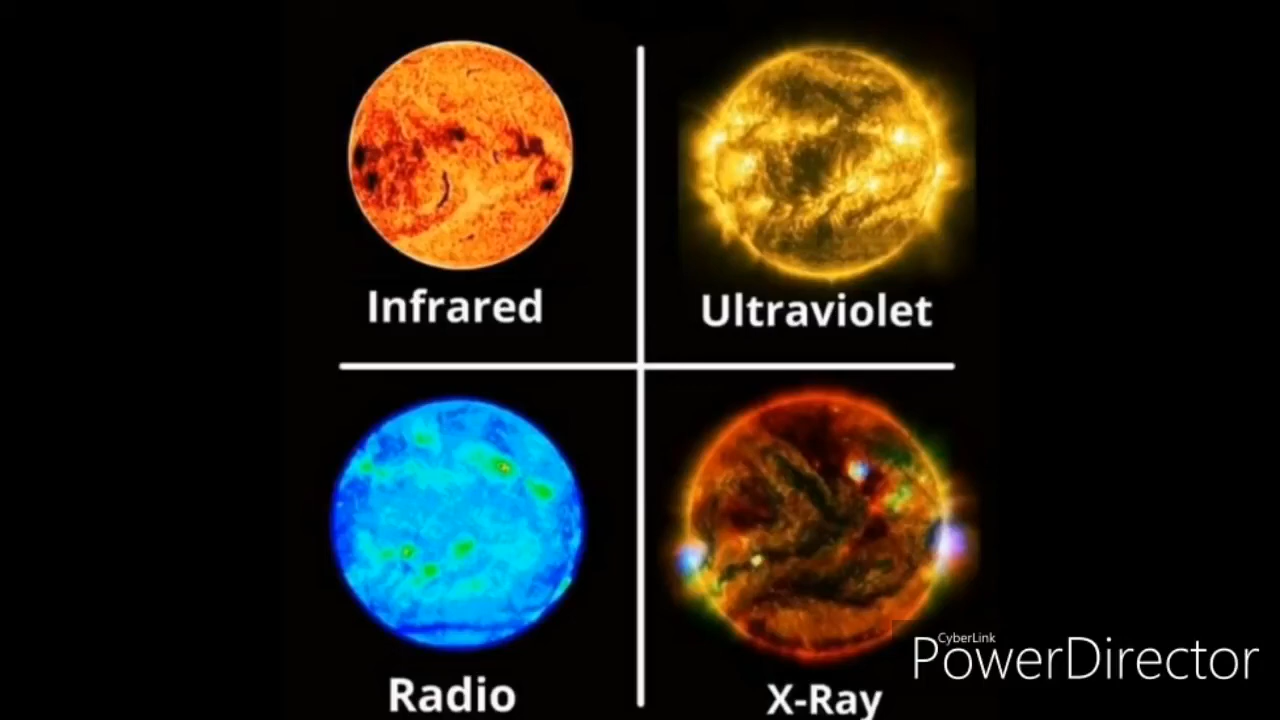 Infrared
Ultraviolet
Radio
X-Ray
CyberLink
PowerDirector